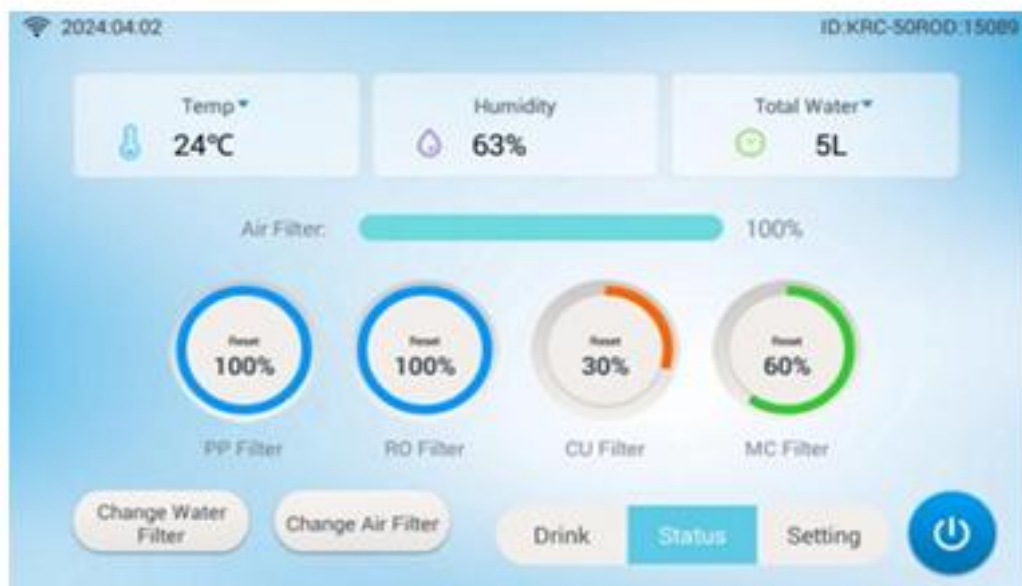 2024.04.02
ID:KRC-50ROD:15089
Temp
24℃
Humidity
63%
Total Water
5L
Air Filter:
100%
Reset
100%
PP Filter
Reset
100%
RO Filter
Reset
30%
CU Filter
Reset
60%
MC Filter
Change Water
Filter
Change Air Filter
Drink
Status
Setting